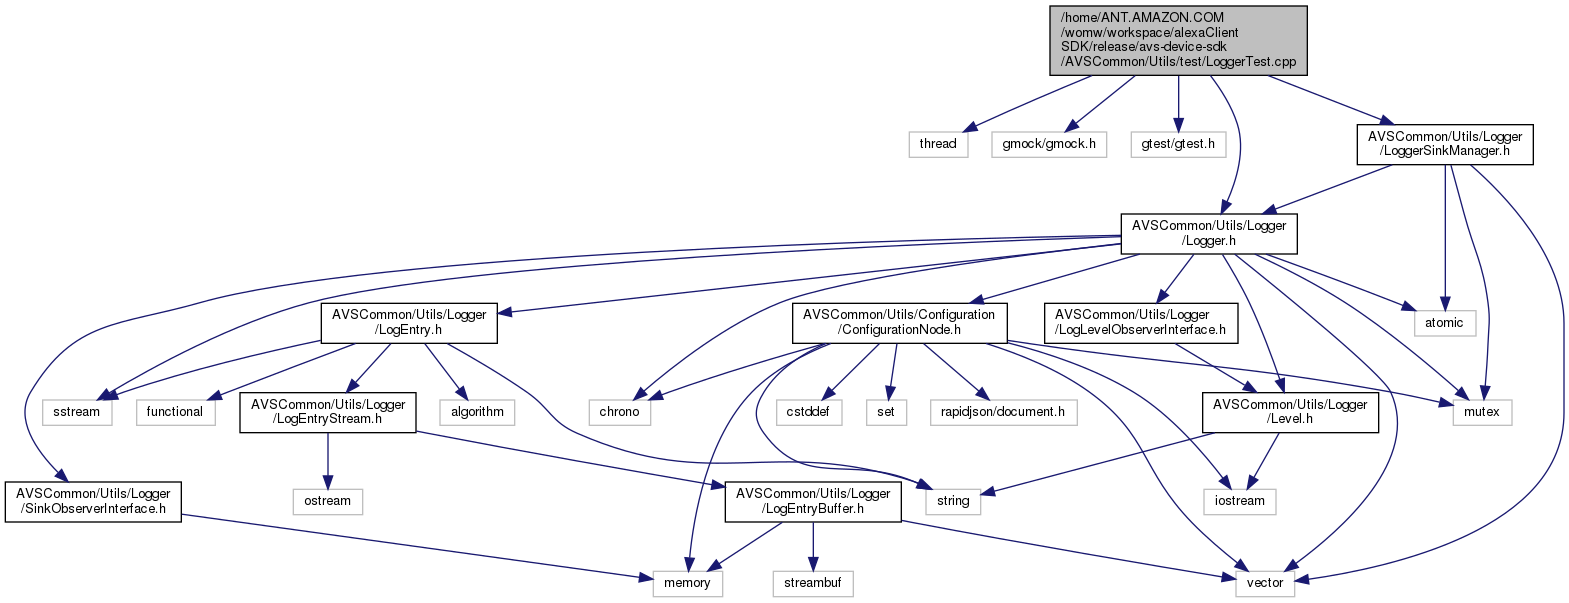 /home/ANT.AMAZON.COM
/womw/workspace/alexaClient
SDK/release/avs-device-sdk
/AVSCommon/Utils/test/LoggerTest.cpp
thread
gmock/gmock.h
gtest/gtest.h
AVSCommon/Utils/Logger
/LoggerSinkManager.h
AVSCommon/Utils/Logger
/Logger.h
AVSCommon/Utils/Logger
/LogEntry.h
AVSCommon/Utils/Configuration
/ConfigurationNode.h
AVSCommon/Utils/Logger
/LogLevelObserverInterface.h
atomic
sstream
functional
AVSCommon/Utils/Logger
/LogEntryStream.h
algorithm
chrono
cstddef
set
rapidjson/document.h
AVSCommon/Utils/Logger
/Level.h
mutex
AVSCommon/Utils/Logger
/SinkObserverInterface.h
ostream
AVSCommon/Utils/Logger
/LogEntryBuffer.h
string
iostream
memory
streambuf
vector